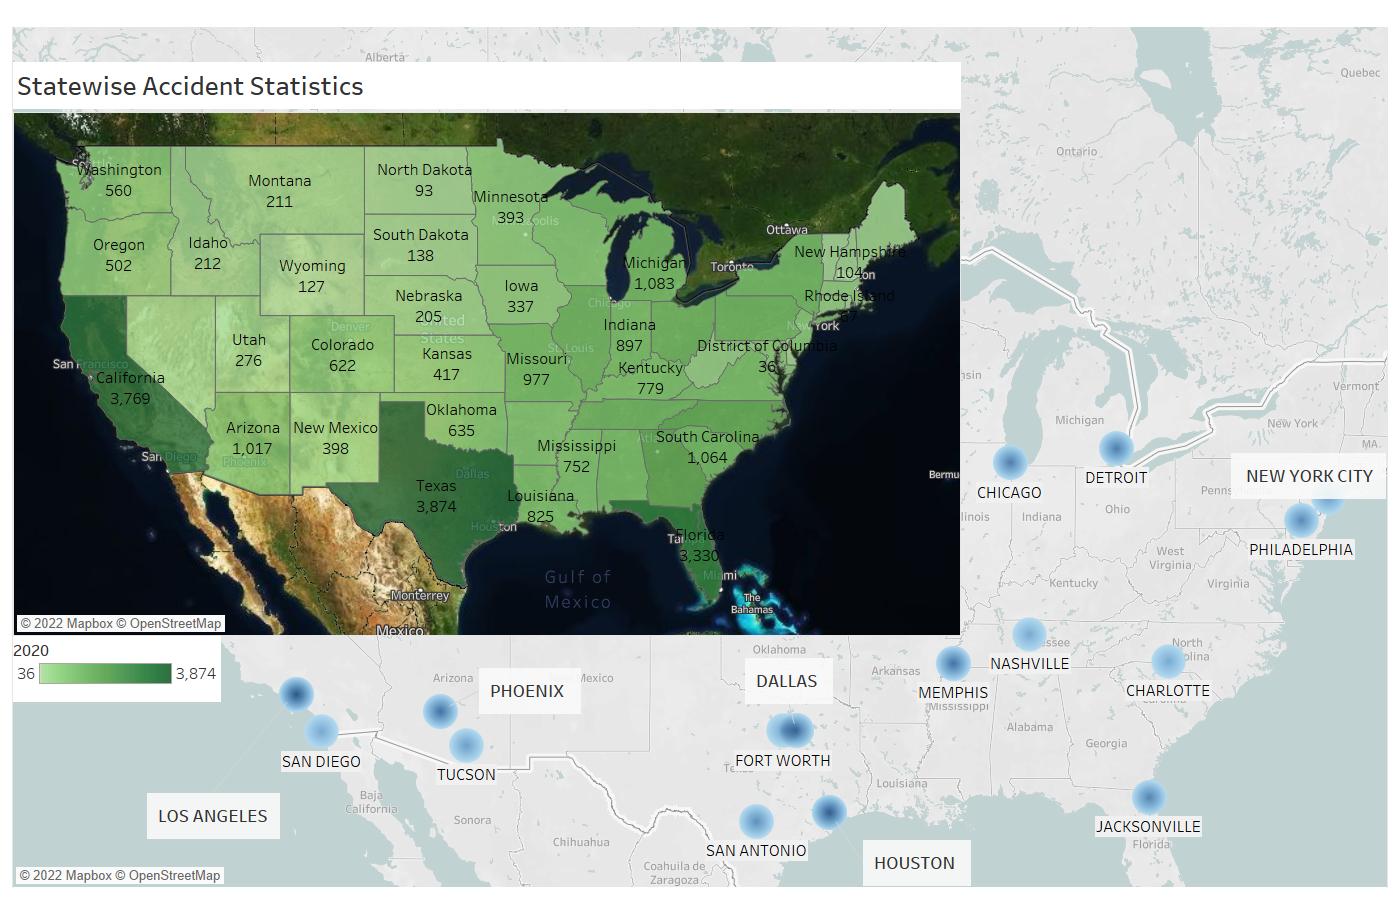 Alberta
Quebec
Ontario
Statewise Accident Statistics
Washington
560
Montana
211
North Dakota
93
Minnesota
393
Ottawa
Oregon
502
Idaho
212
South Dakota
138
Wyoming
127
Michigan
1,083
Toronto
New Hampshire
104
Iowa
337
Nebraska
205
United
States
Chicago
Rhode Island
67
New York
Utah
276
Denver
Colorado
622
Kansas
417
St. Louis
Missouri
977
Indiana
897
Kentucky
779
District of Columbia
36
San Francisco
California
3,769
Arizona
1,017
Phoenix
New Mexico
398
Oklahoma
635
Mississippi
752
South Carolina
1,064
San Diego
Dallas
Texas
3,874
Houston
Louisiana
825
Florida
3,330
Miami
Gulf of
Mexico
Monterrey
The
Bahamas
Mexico
© 2022 Mapbox © OpenStreetMap
2020
36
3,874
Michigan
Vermont
New York
MA
CHICAGO
DETROIT
NEW YORK CITY
Indiana
Ohio
PHILADELPHIA
West
Virginia
Kentucky
Virginia
Oklahoma
Arkansas
NASHVILLE
North
MEMPHIS
Mississippi
CHARLOTTE
Alabama
Georgia
Arizona
PHOENIX
Mexico
DALLAS
SAN DIEGO
TUCSON
FORT WORTH
Louisiana
Baja
California
Sonora
LOS ANGELES
Chihuahua
SAN ANTONIO
JACKSONVILLE
Florida
HOUSTON
Coahuila de
Zaragoza
© 2022 Mapbox © OpenStreetMap